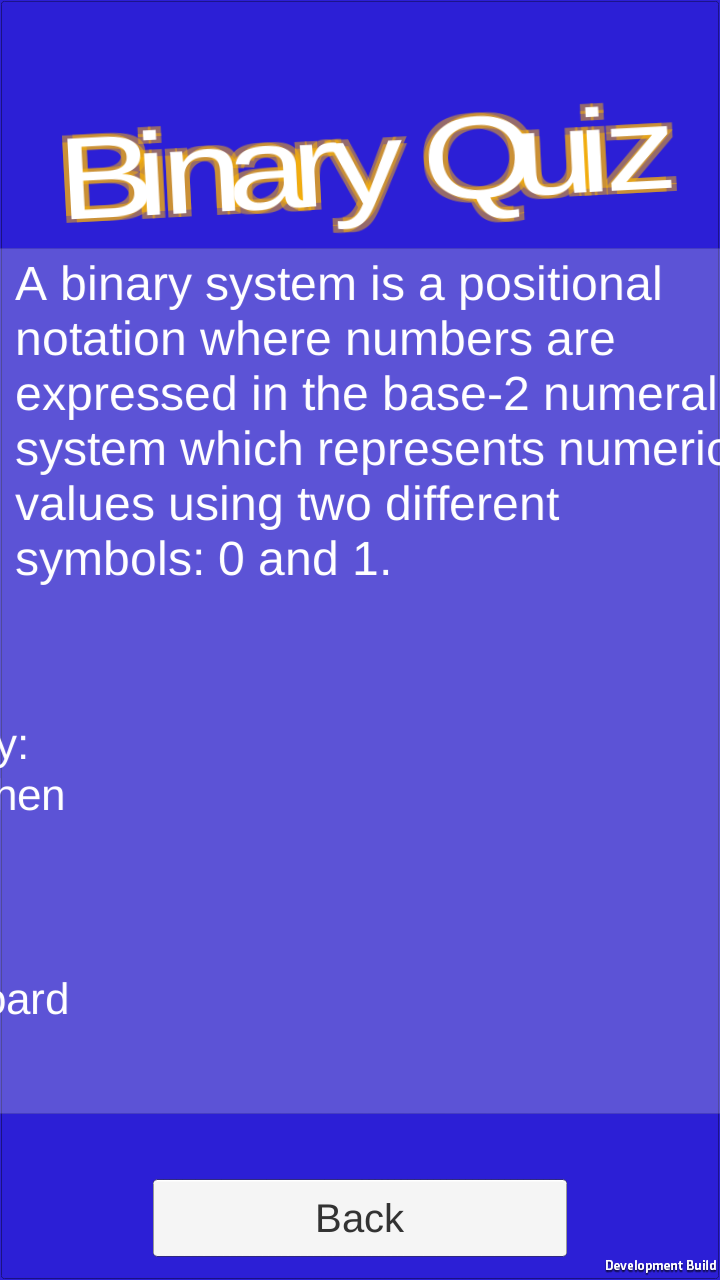 Binary Quiz
A binary system is a positional
notation where numbers are
expressed in the base-2 numeral
system which represents numeric
values using two different
symbols: 0 and 1.
y:
hen
oard
Back
Development Build